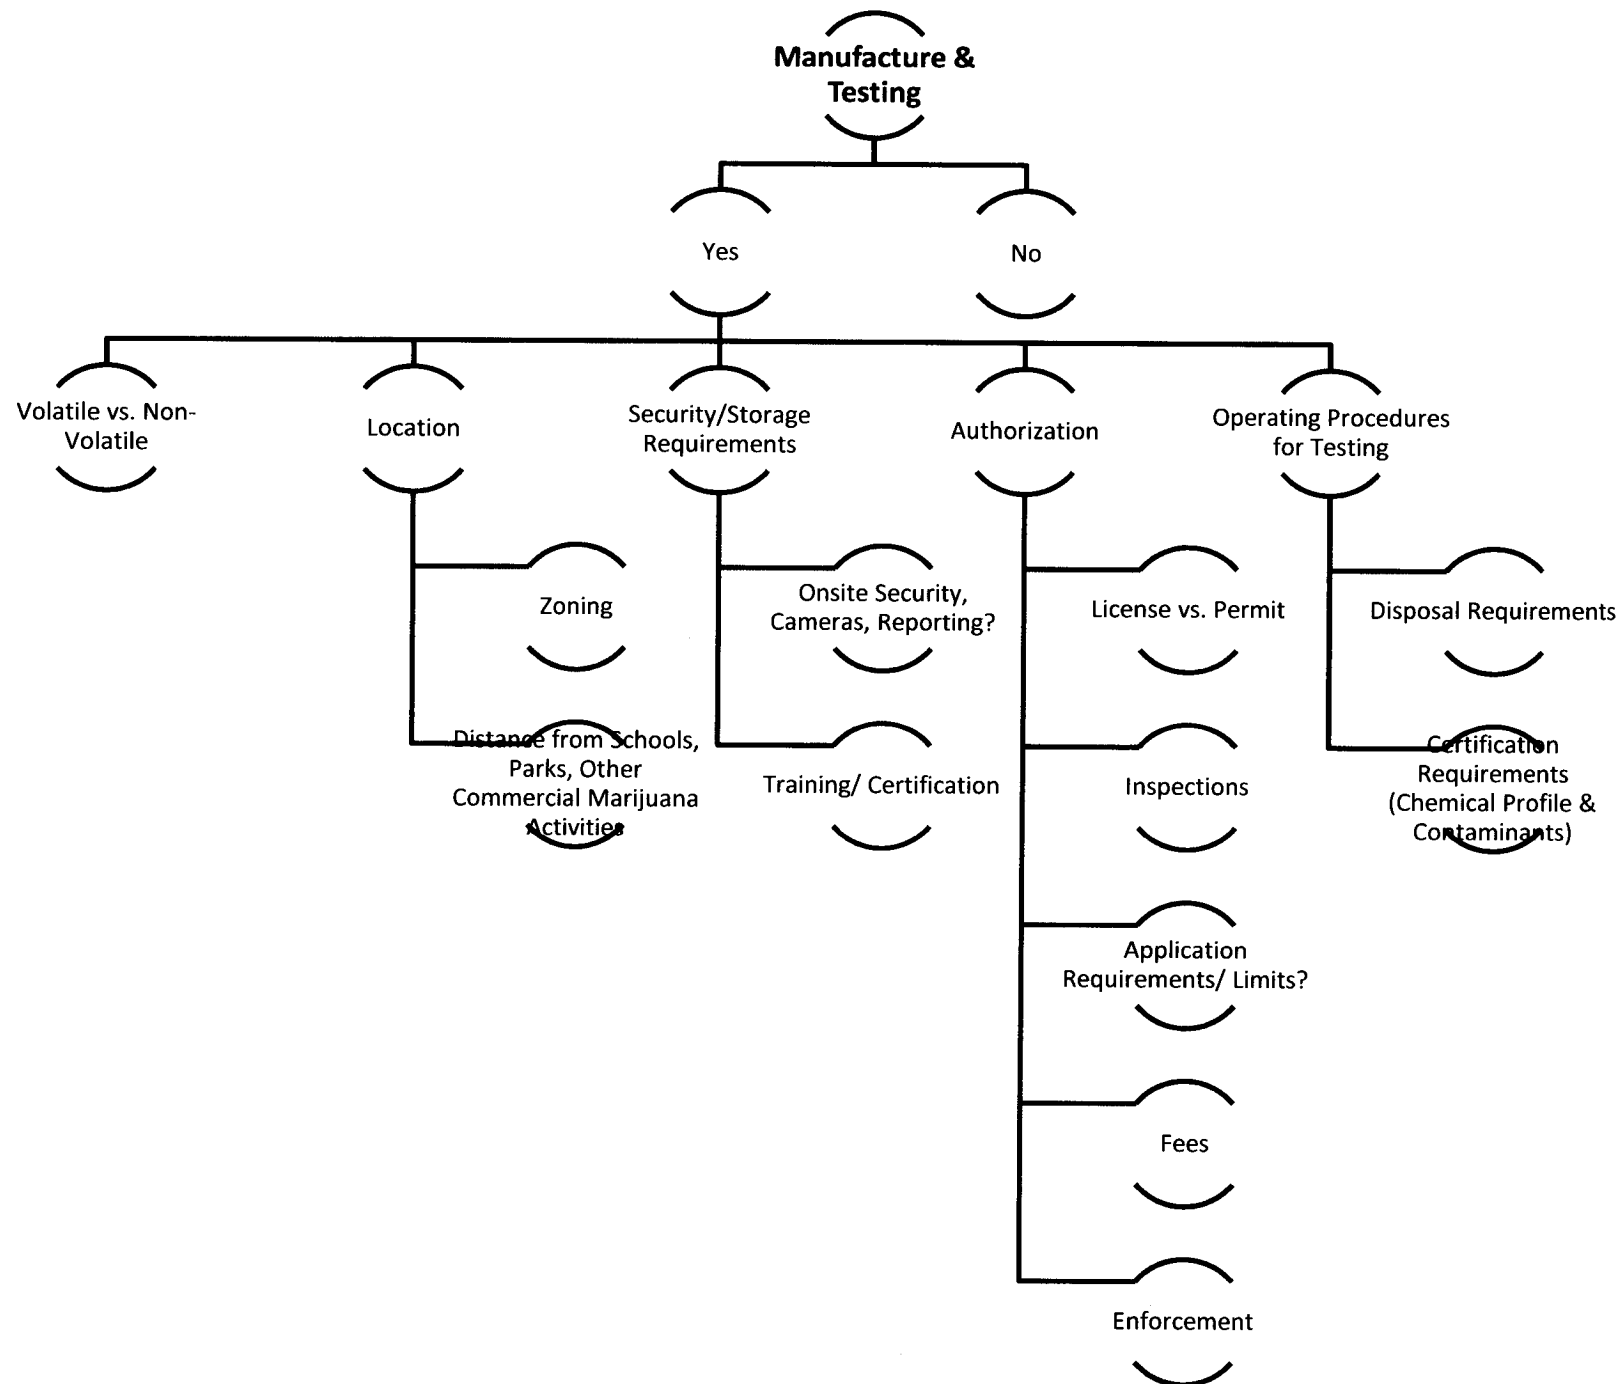 Manufacture &
Testing
Yes
No
Volatile vs. Non-
Volatile
Location
Security/Storage
Requirements
Authorization
Operating Procedures
for Testing
Zoning
Onsite Security,
Cameras, Reporting?
License vs. Permit
Disposal Requirements
Distance from Schools,
Parks, Other
Commercial Marijuana
Activities
Training/ Certification
Inspections
Certification
Requirements
(Chemical Profile &
Contaminants)
Application
Requirements/ Limits?
Fees
Enforcement